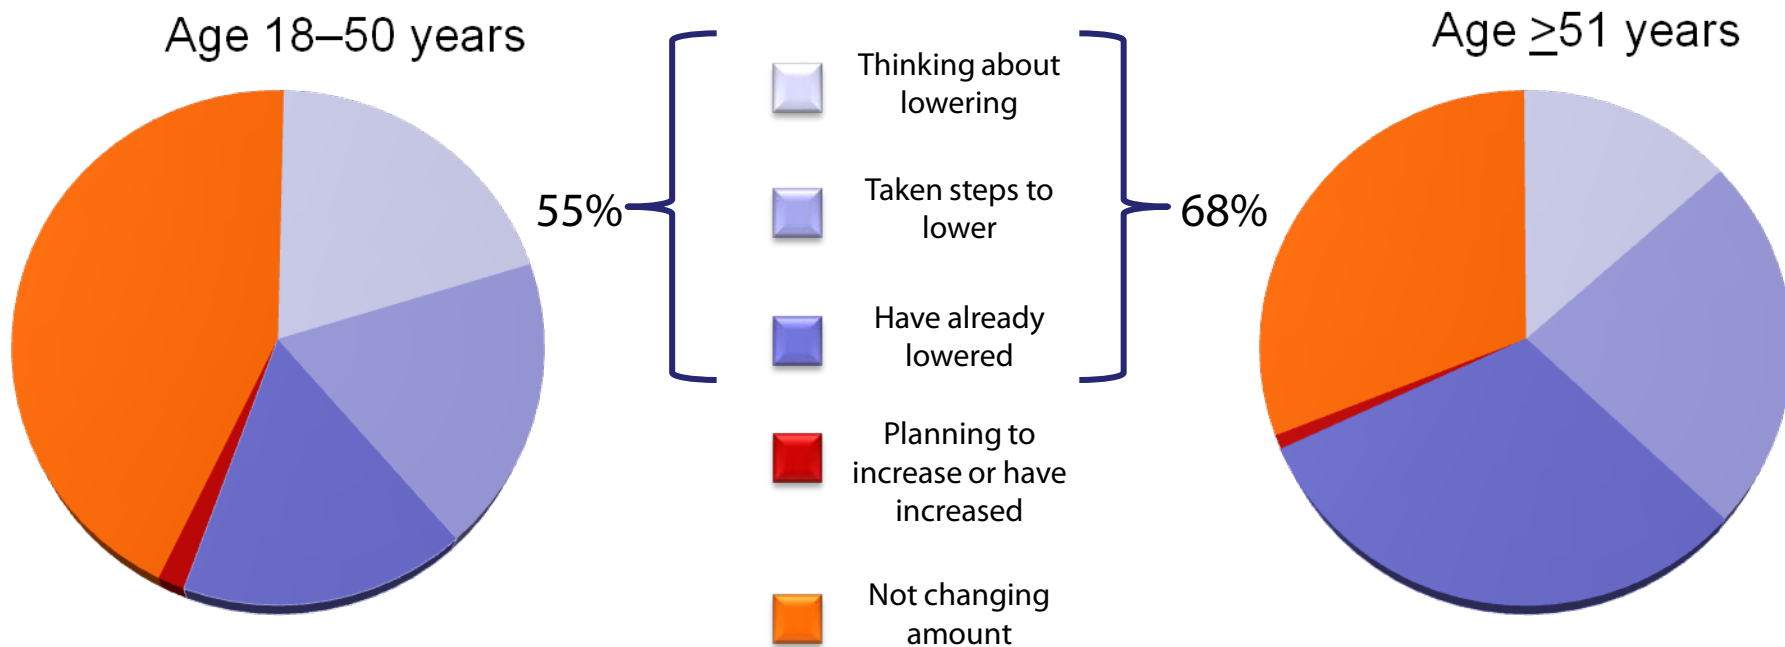 Age 18–50 years
55%
Thinking about
lowering
Taken steps to
lower
Have already
lowered
Planning to
increase or have
increased
Not changing
amount
68%
Age ≥51 years